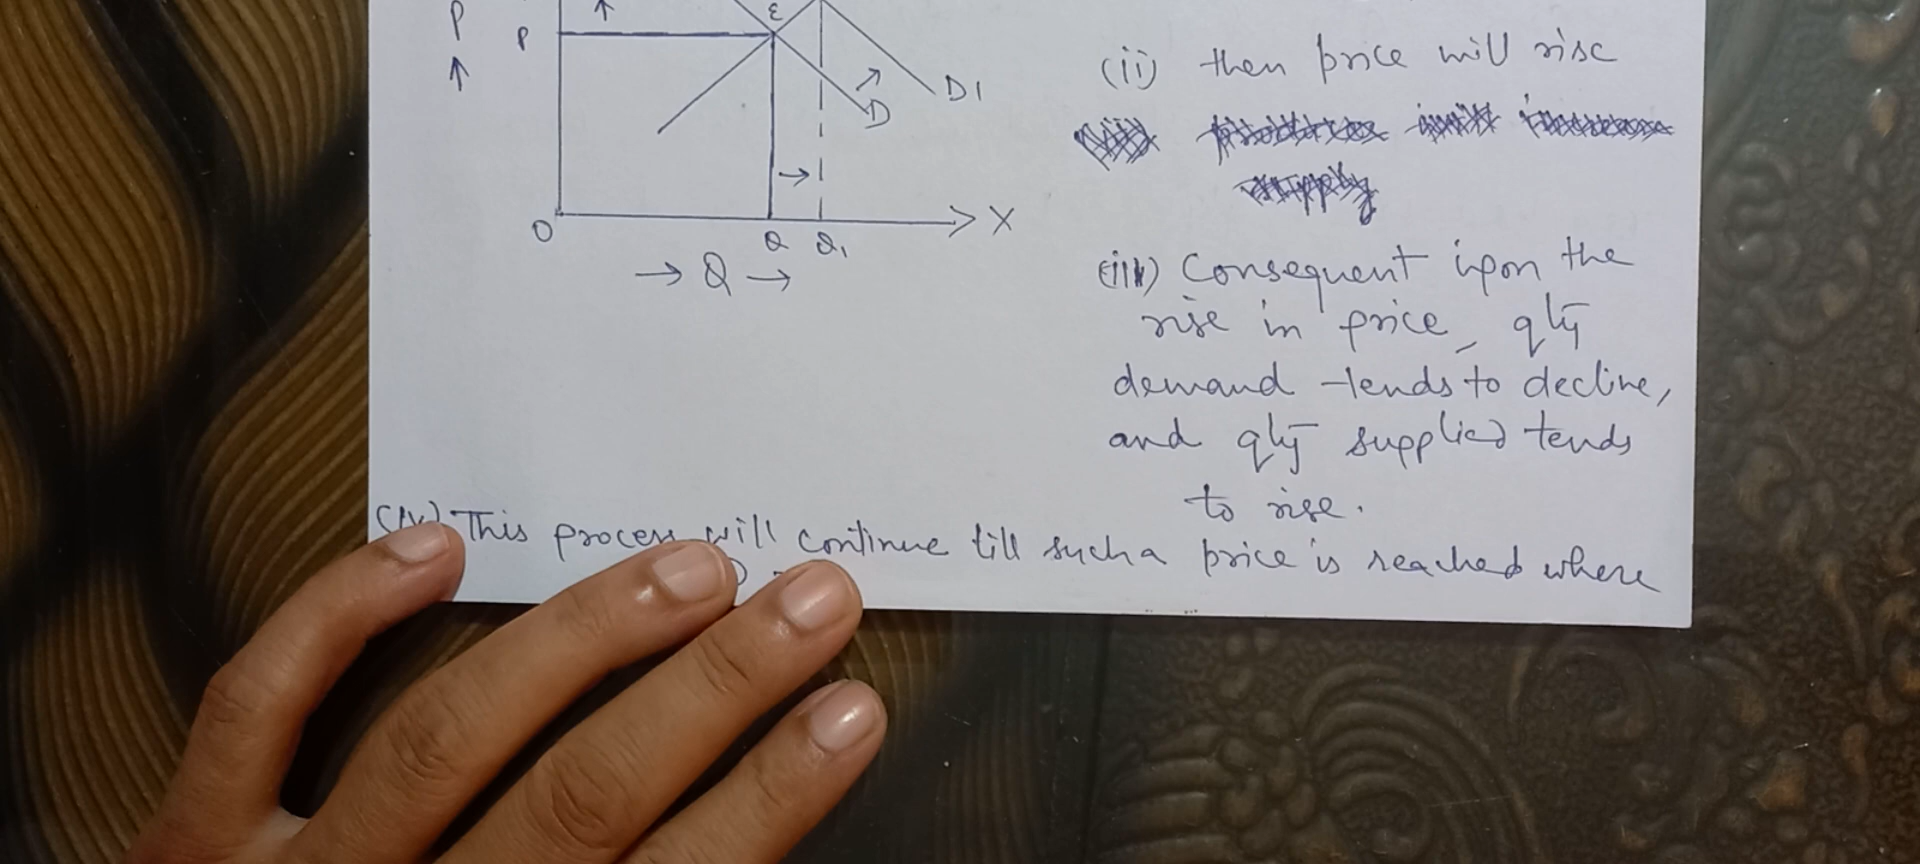 P
P
E
D1
D
O
Q Q1
X
→ Q →
(ii) then price will rise
(iii) Consequent upon the
rise in price, qty
demand tends to decline,
and qty supplied tends
to rise.
(iv) This process will continue till such a price is reached where